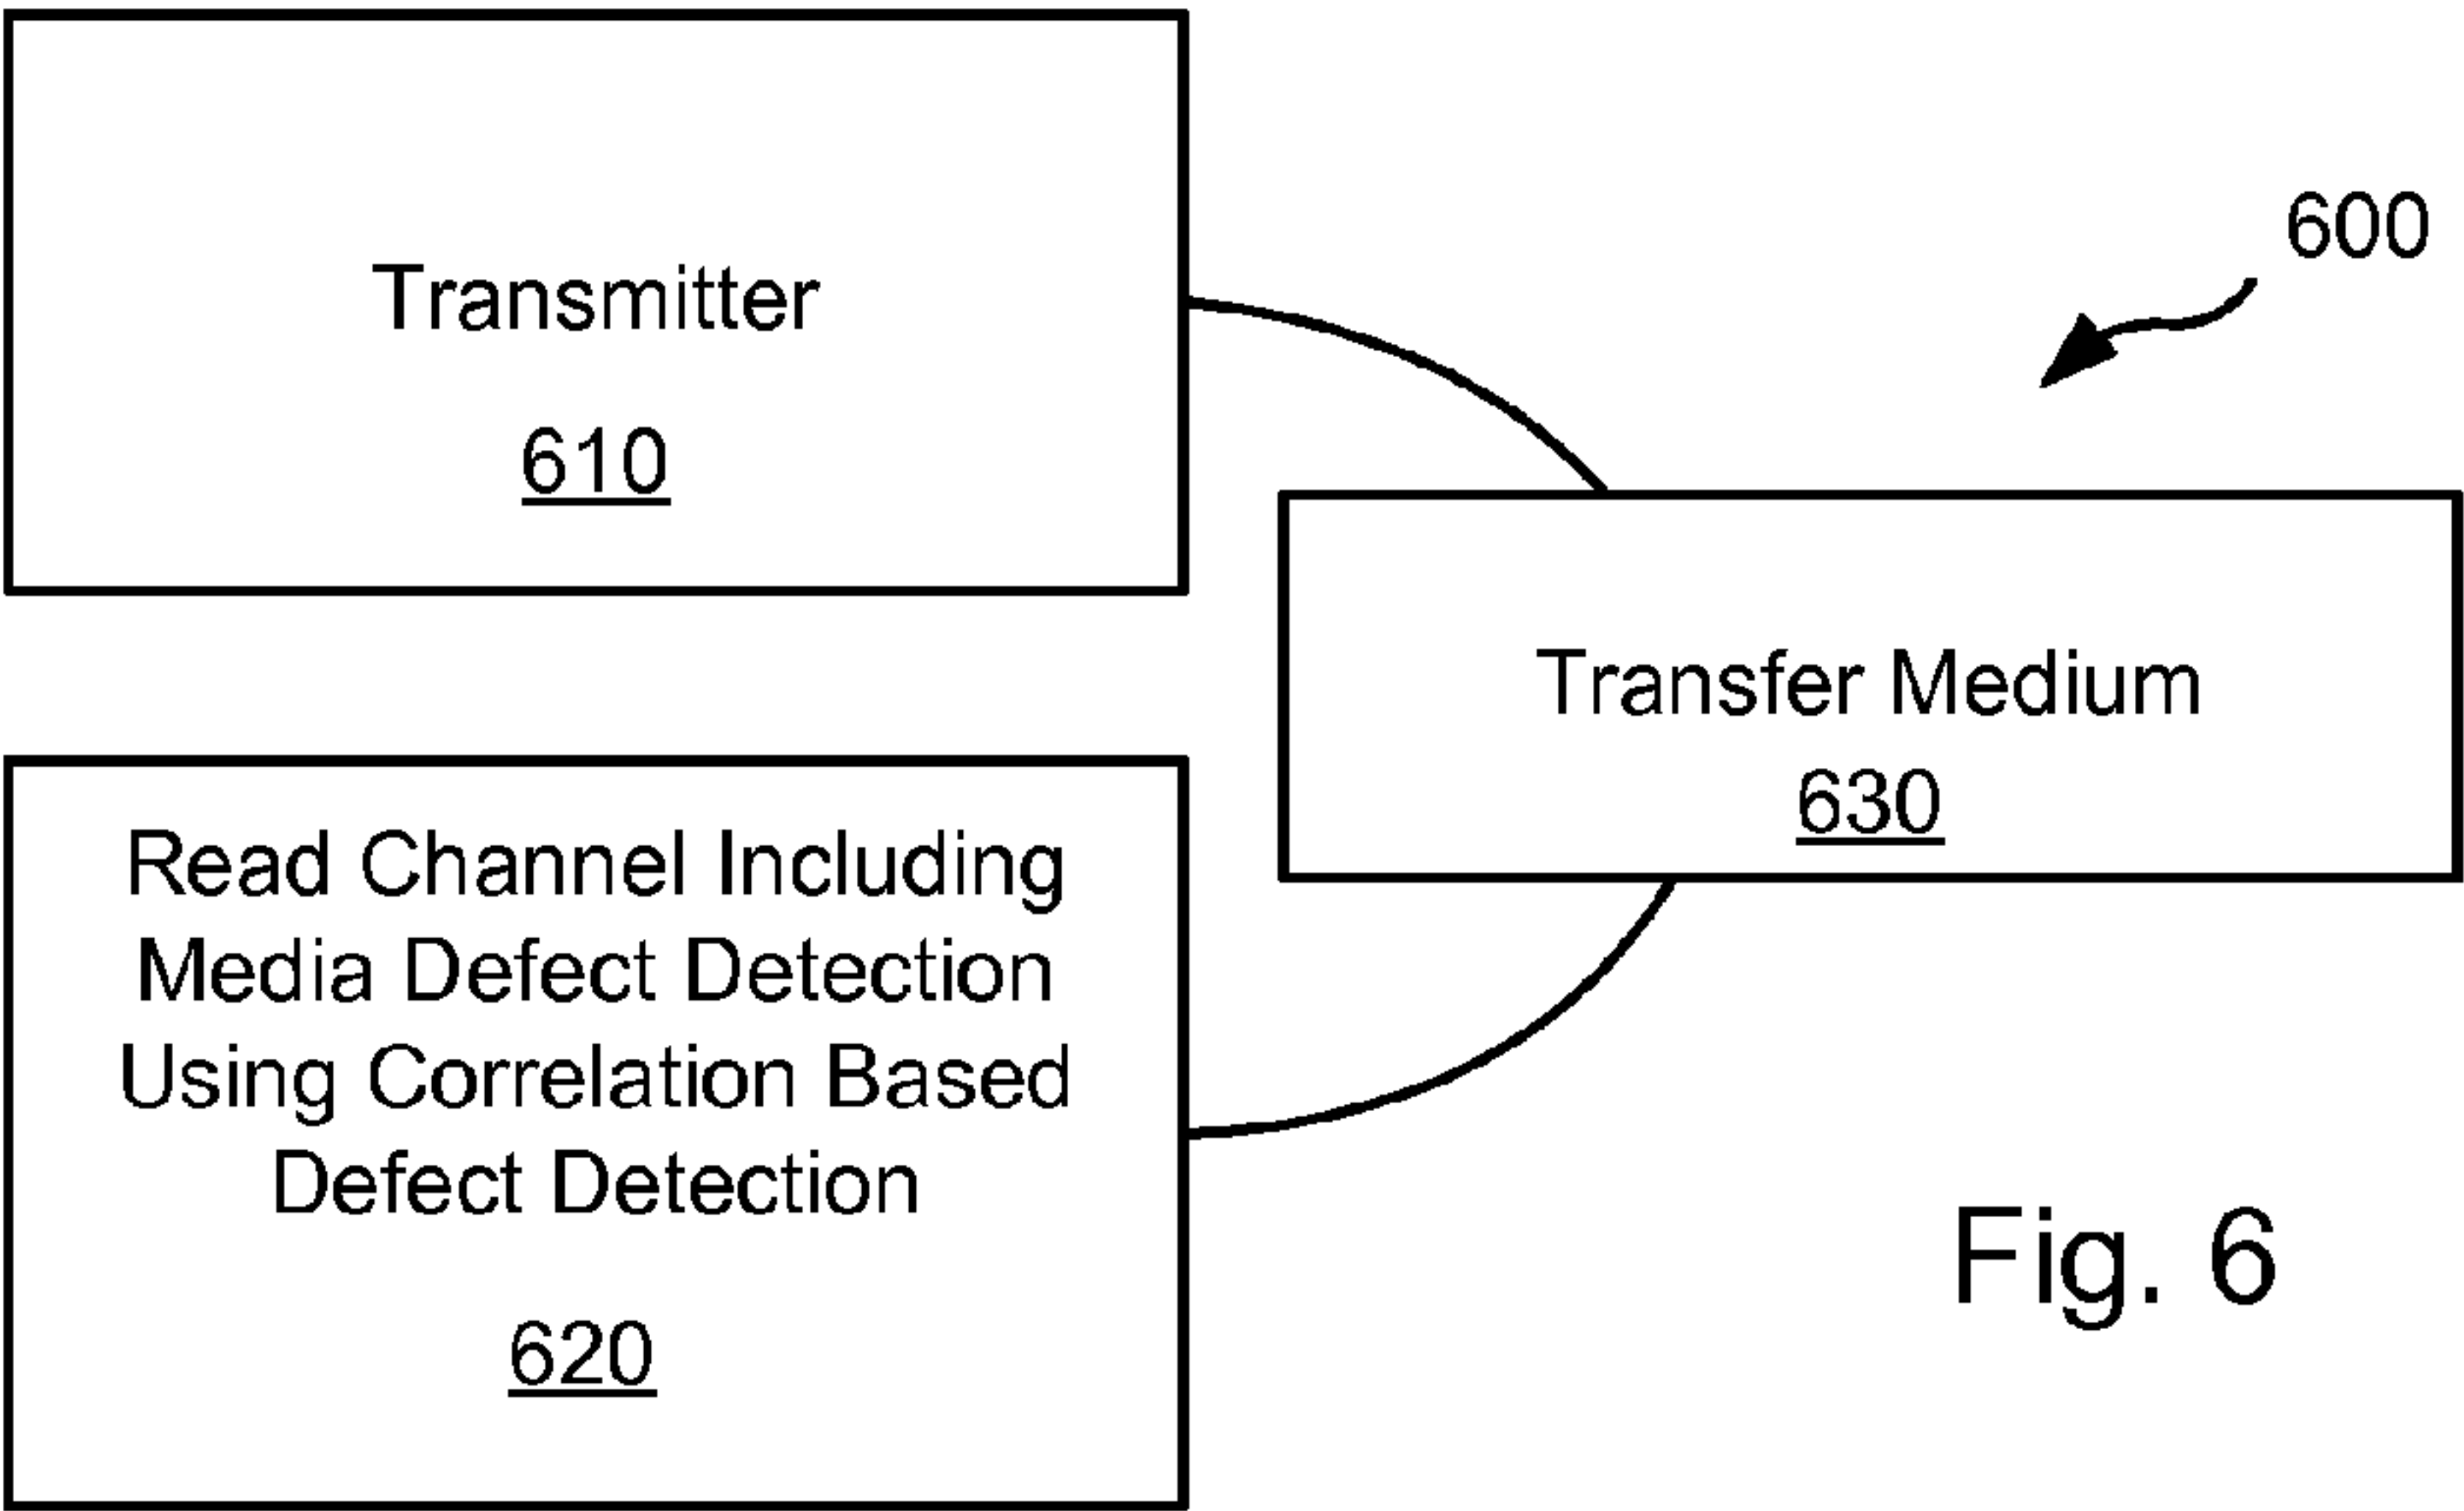 Transmitter
610
600
Transfer Medium
630
Read Channel Including
Media Defect Detection
Using Correlation Based
Defect Detection
620
Fig. 6